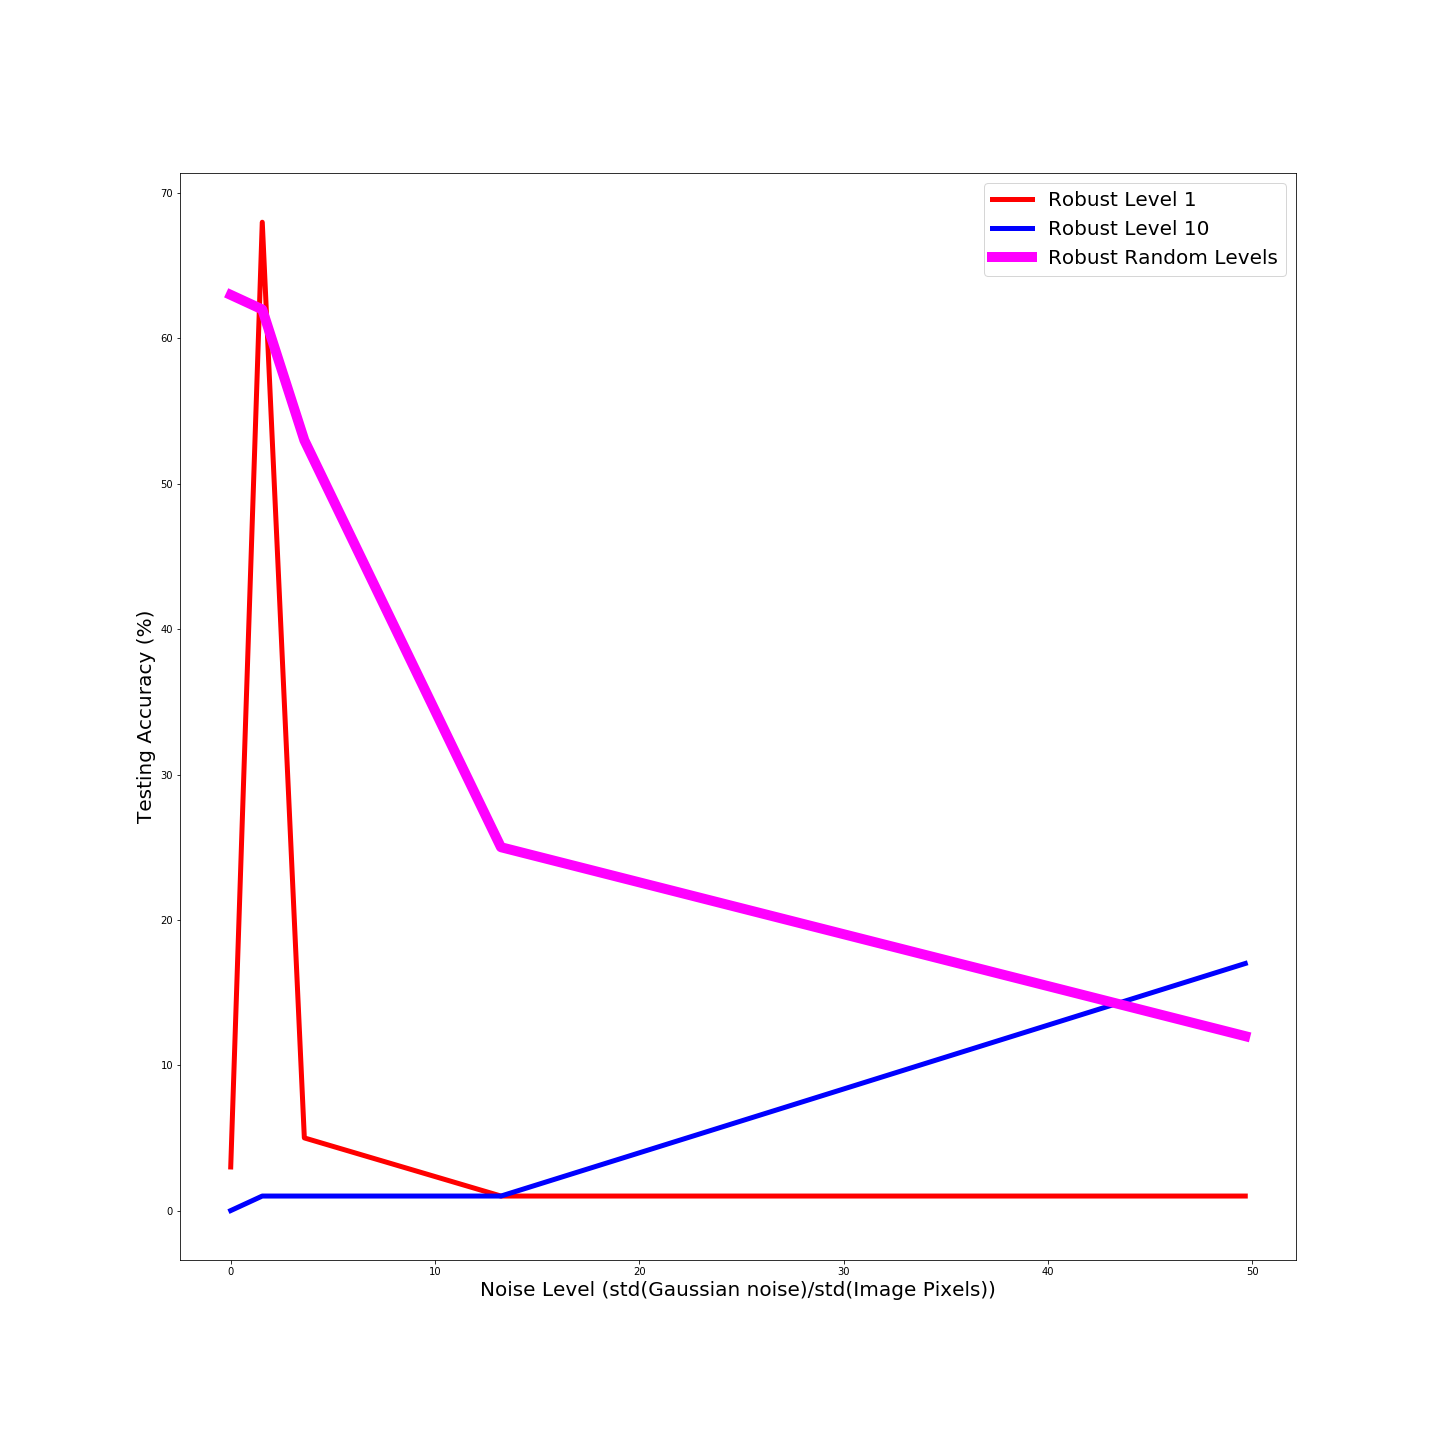 Robust Level 1
Robust Level 10
Robust Random Levels
Testing Accuracy (%)
70
60
50
40
30
20
10
0
0 10 20 30 40 50
Noise Level (std(Gaussian noise)/std(Image Pixels))